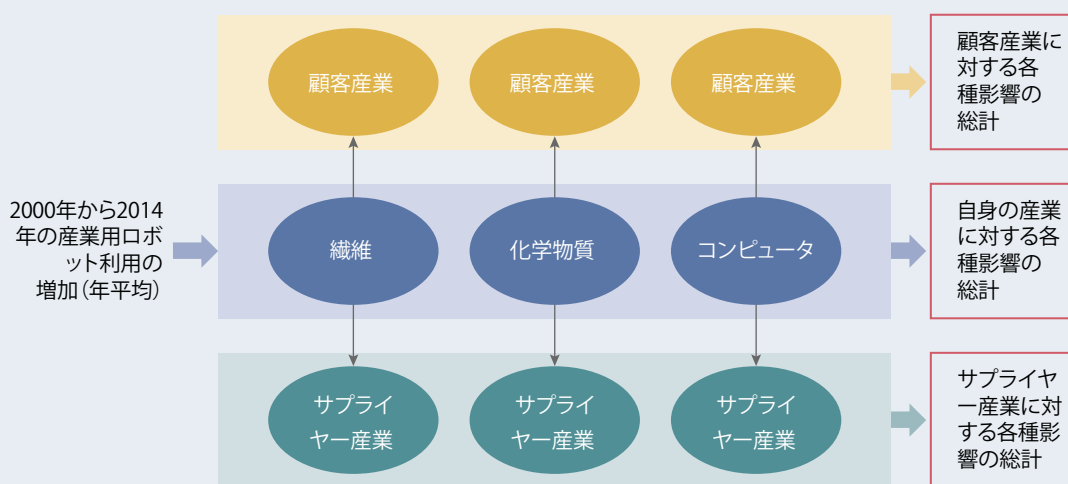 顧客産業
顧客産業
顧客産業
顧客産業に
対する各
種影響の
総計
2000年から2014
年の産業用ロボ
ット利用の
増加（年平均）
繊維
化学物質
コンピュータ
自身の産業
に対する各
種影響の
総計
サプライ
ヤー産業
サプライ
ヤー産業
サプライ
ヤー産業
サプライヤ
ー産業に対
する各種影
響の総計